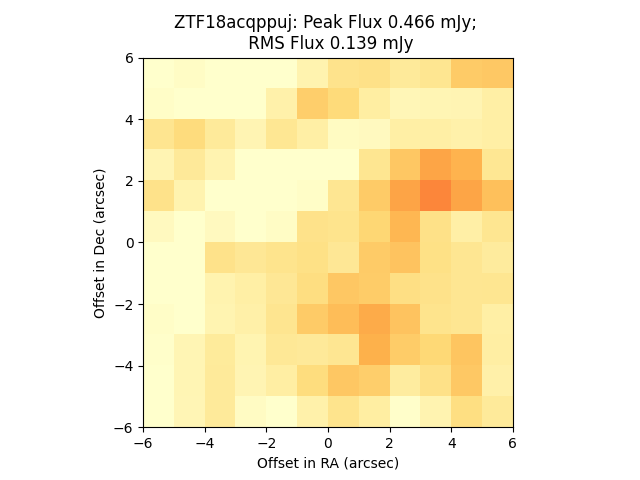 ZTF18acqppuj: Peak Flux 0.466 mJy;
RMS Flux 0.139 mJy
6
4
2
0
−2
−4
−6
Offset in Dec (arcsec)
−6 −4 −2 0 2 4 6
Offset in RA (arcsec)